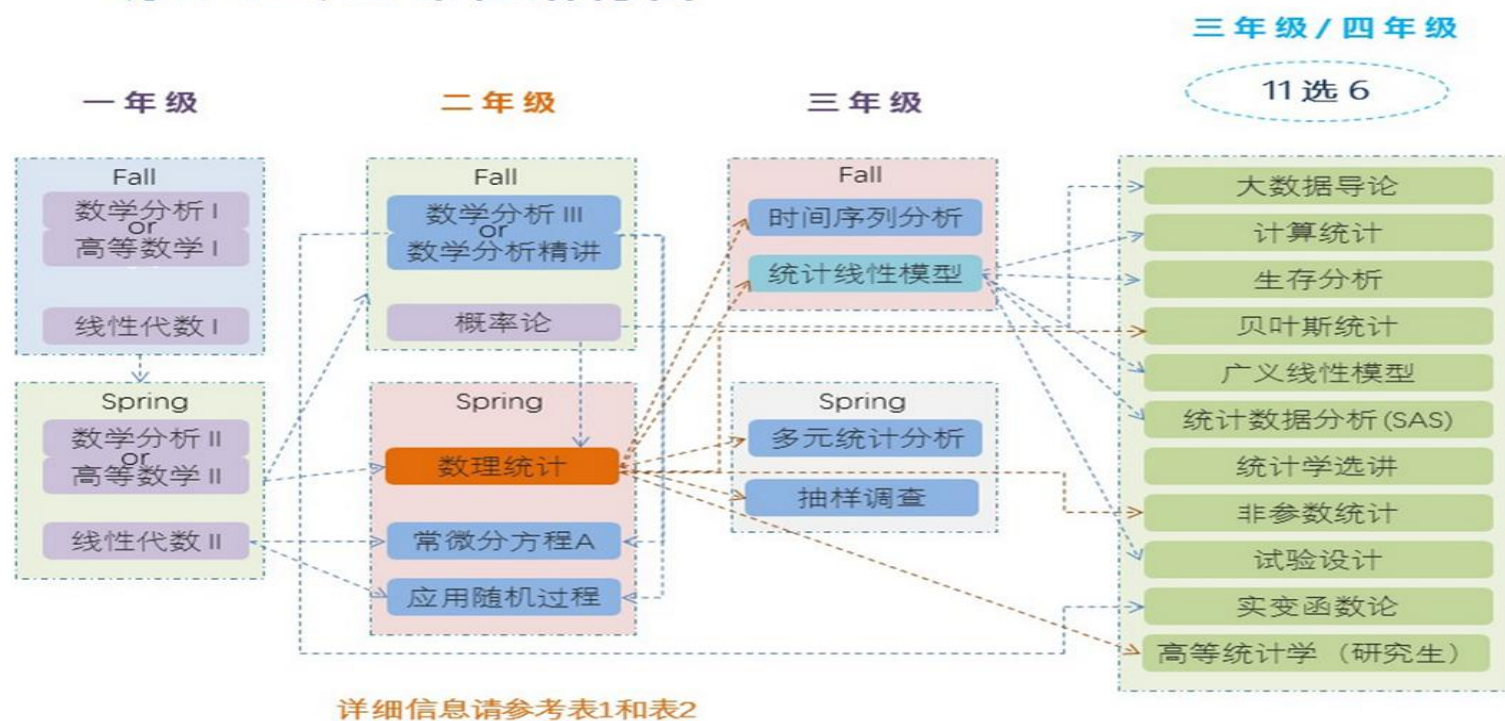 三年级/四年级
11选6
一年级
二年级
三年级
Fall
数学分析 I
or
高等数学 I
线性代数 I
Spring
数学分析 II
or
高等数学 II
线性代数 II
Fall
数学分析 III
or
数学分析精讲
概率论
Spring
数理统计
常微分方程A
应用随机过程
Fall
时间序列分析
统计线性模型
Spring
多元统计分析
抽样调查
大数据导论
计算统计
生存分析
贝叶斯统计
广义线性模型
统计数据分析(SAS)
统计学选讲
非参数统计
试验设计
实变函数论
高等统计学（研究生）
详细信息请参考表1和表2